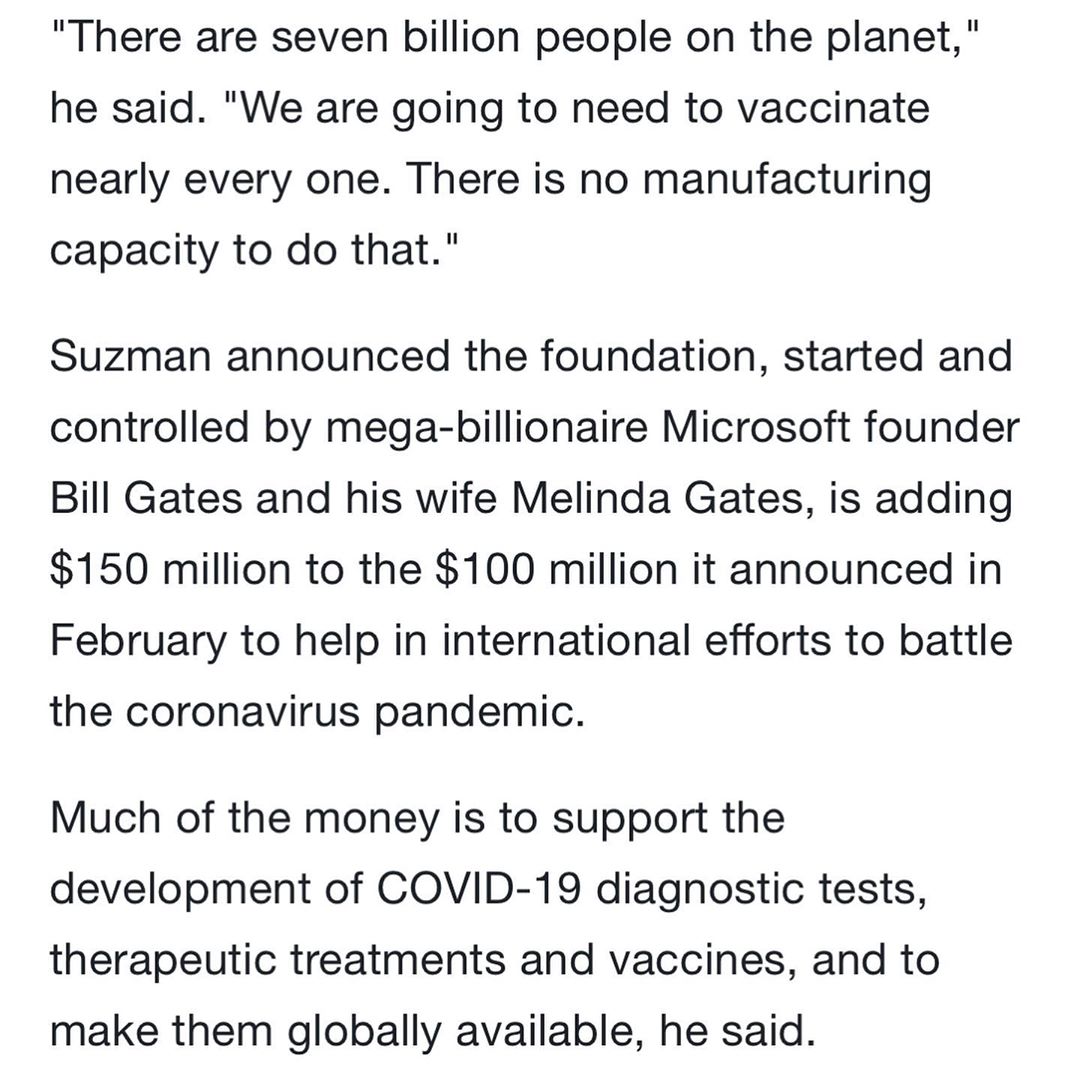 "There are seven billion people on the planet,"
he said. "We are going to need to vaccinate
nearly every one. There is no manufacturing
capacity to do that."
Suzman announced the foundation, started and
controlled by mega-billionaire Microsoft founder
Bill Gates and his wife Melinda Gates, is adding
$150 million to the $100 million it announced in
February to help in international efforts to battle
the coronavirus pandemic.
Much of the money is to support the
development of COVID-19 diagnostic tests,
therapeutic treatments and vaccines, and to
make them globally available, he said.